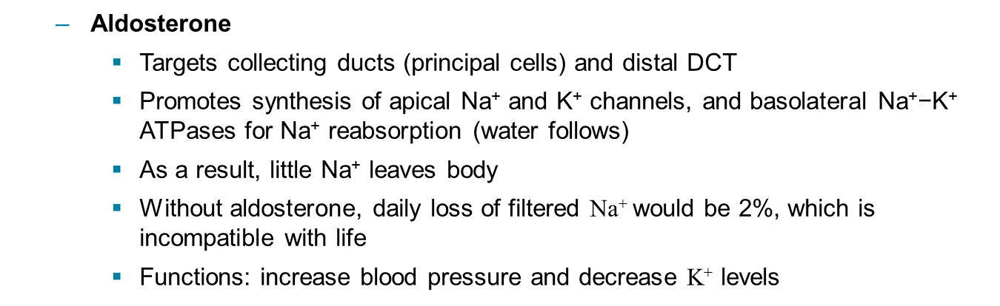 – Aldosterone
▪ Targets collecting ducts (principal cells) and distal DCT
▪ Promotes synthesis of apical Na⁺ and K⁺ channels, and basolateral Na⁺−K⁺
ATPases for Na⁺ reabsorption (water follows)
▪ As a result, little Na⁺ leaves body
▪ Without aldosterone, daily loss of filtered Na⁺ would be 2%, which is
incompatible with life
▪ Functions: increase blood pressure and decrease K⁺ levels